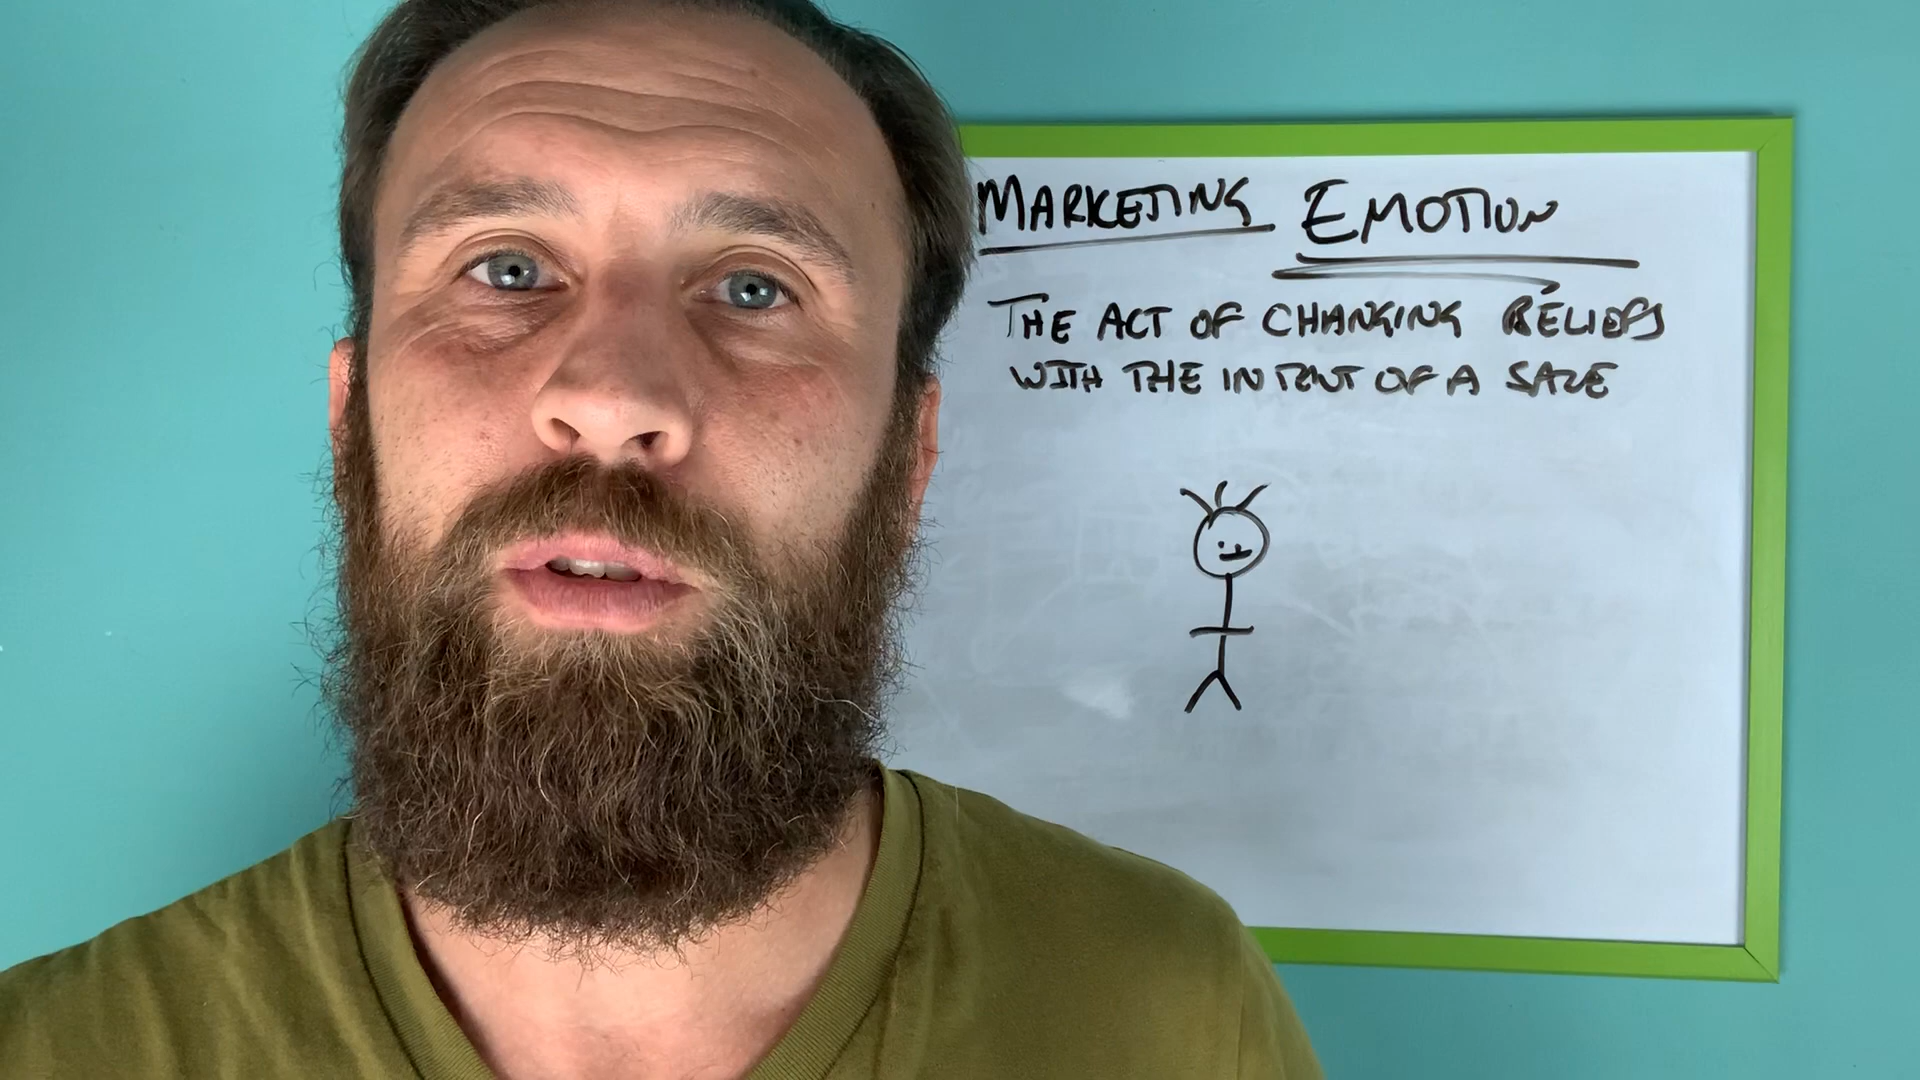 MARKETING EMOTION
THE ACT OF CHANGING BELIEFS
WITH THE INTENT OF A SALE